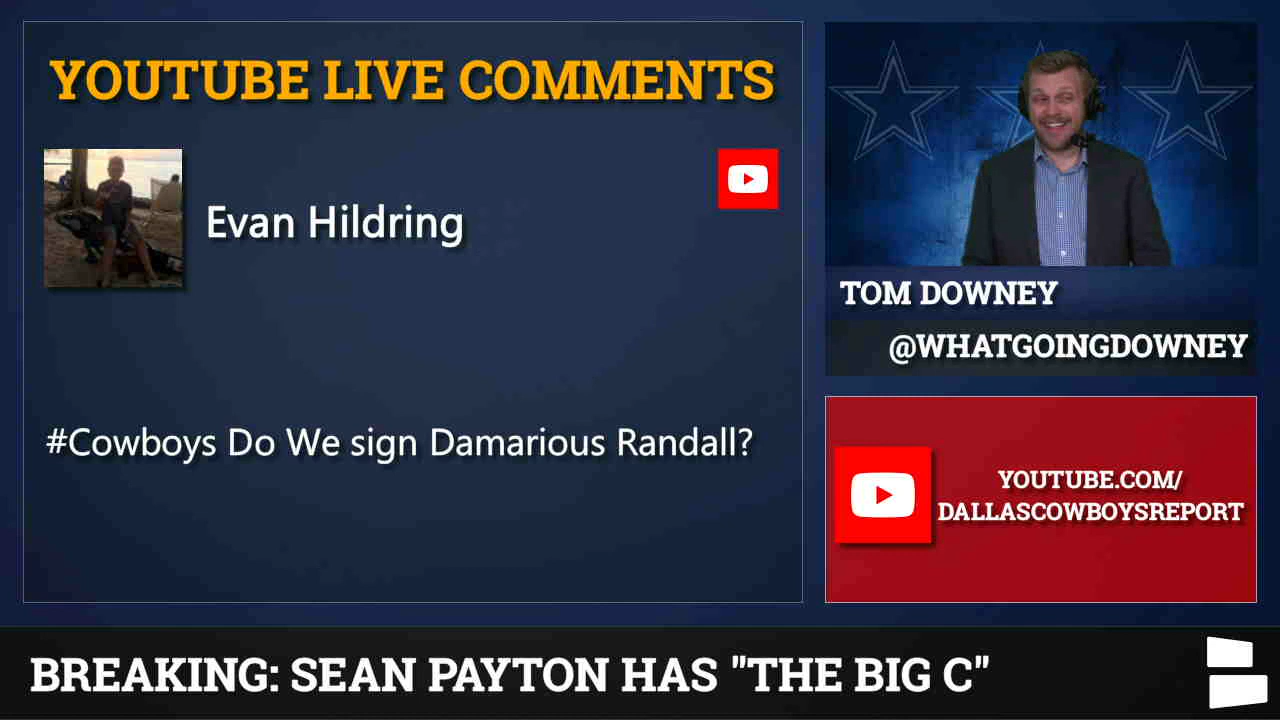 YOUTUBE LIVE COMMENTS
Evan Hildring
#Cowboys Do We sign Damarious Randall?
TOM DOWNEY
@WHATGOINGDOWNEY
YOUTUBE.COM/
DALLASCOWBOYSREPORT
BREAKING: SEAN PAYTON HAS "THE BIG C"